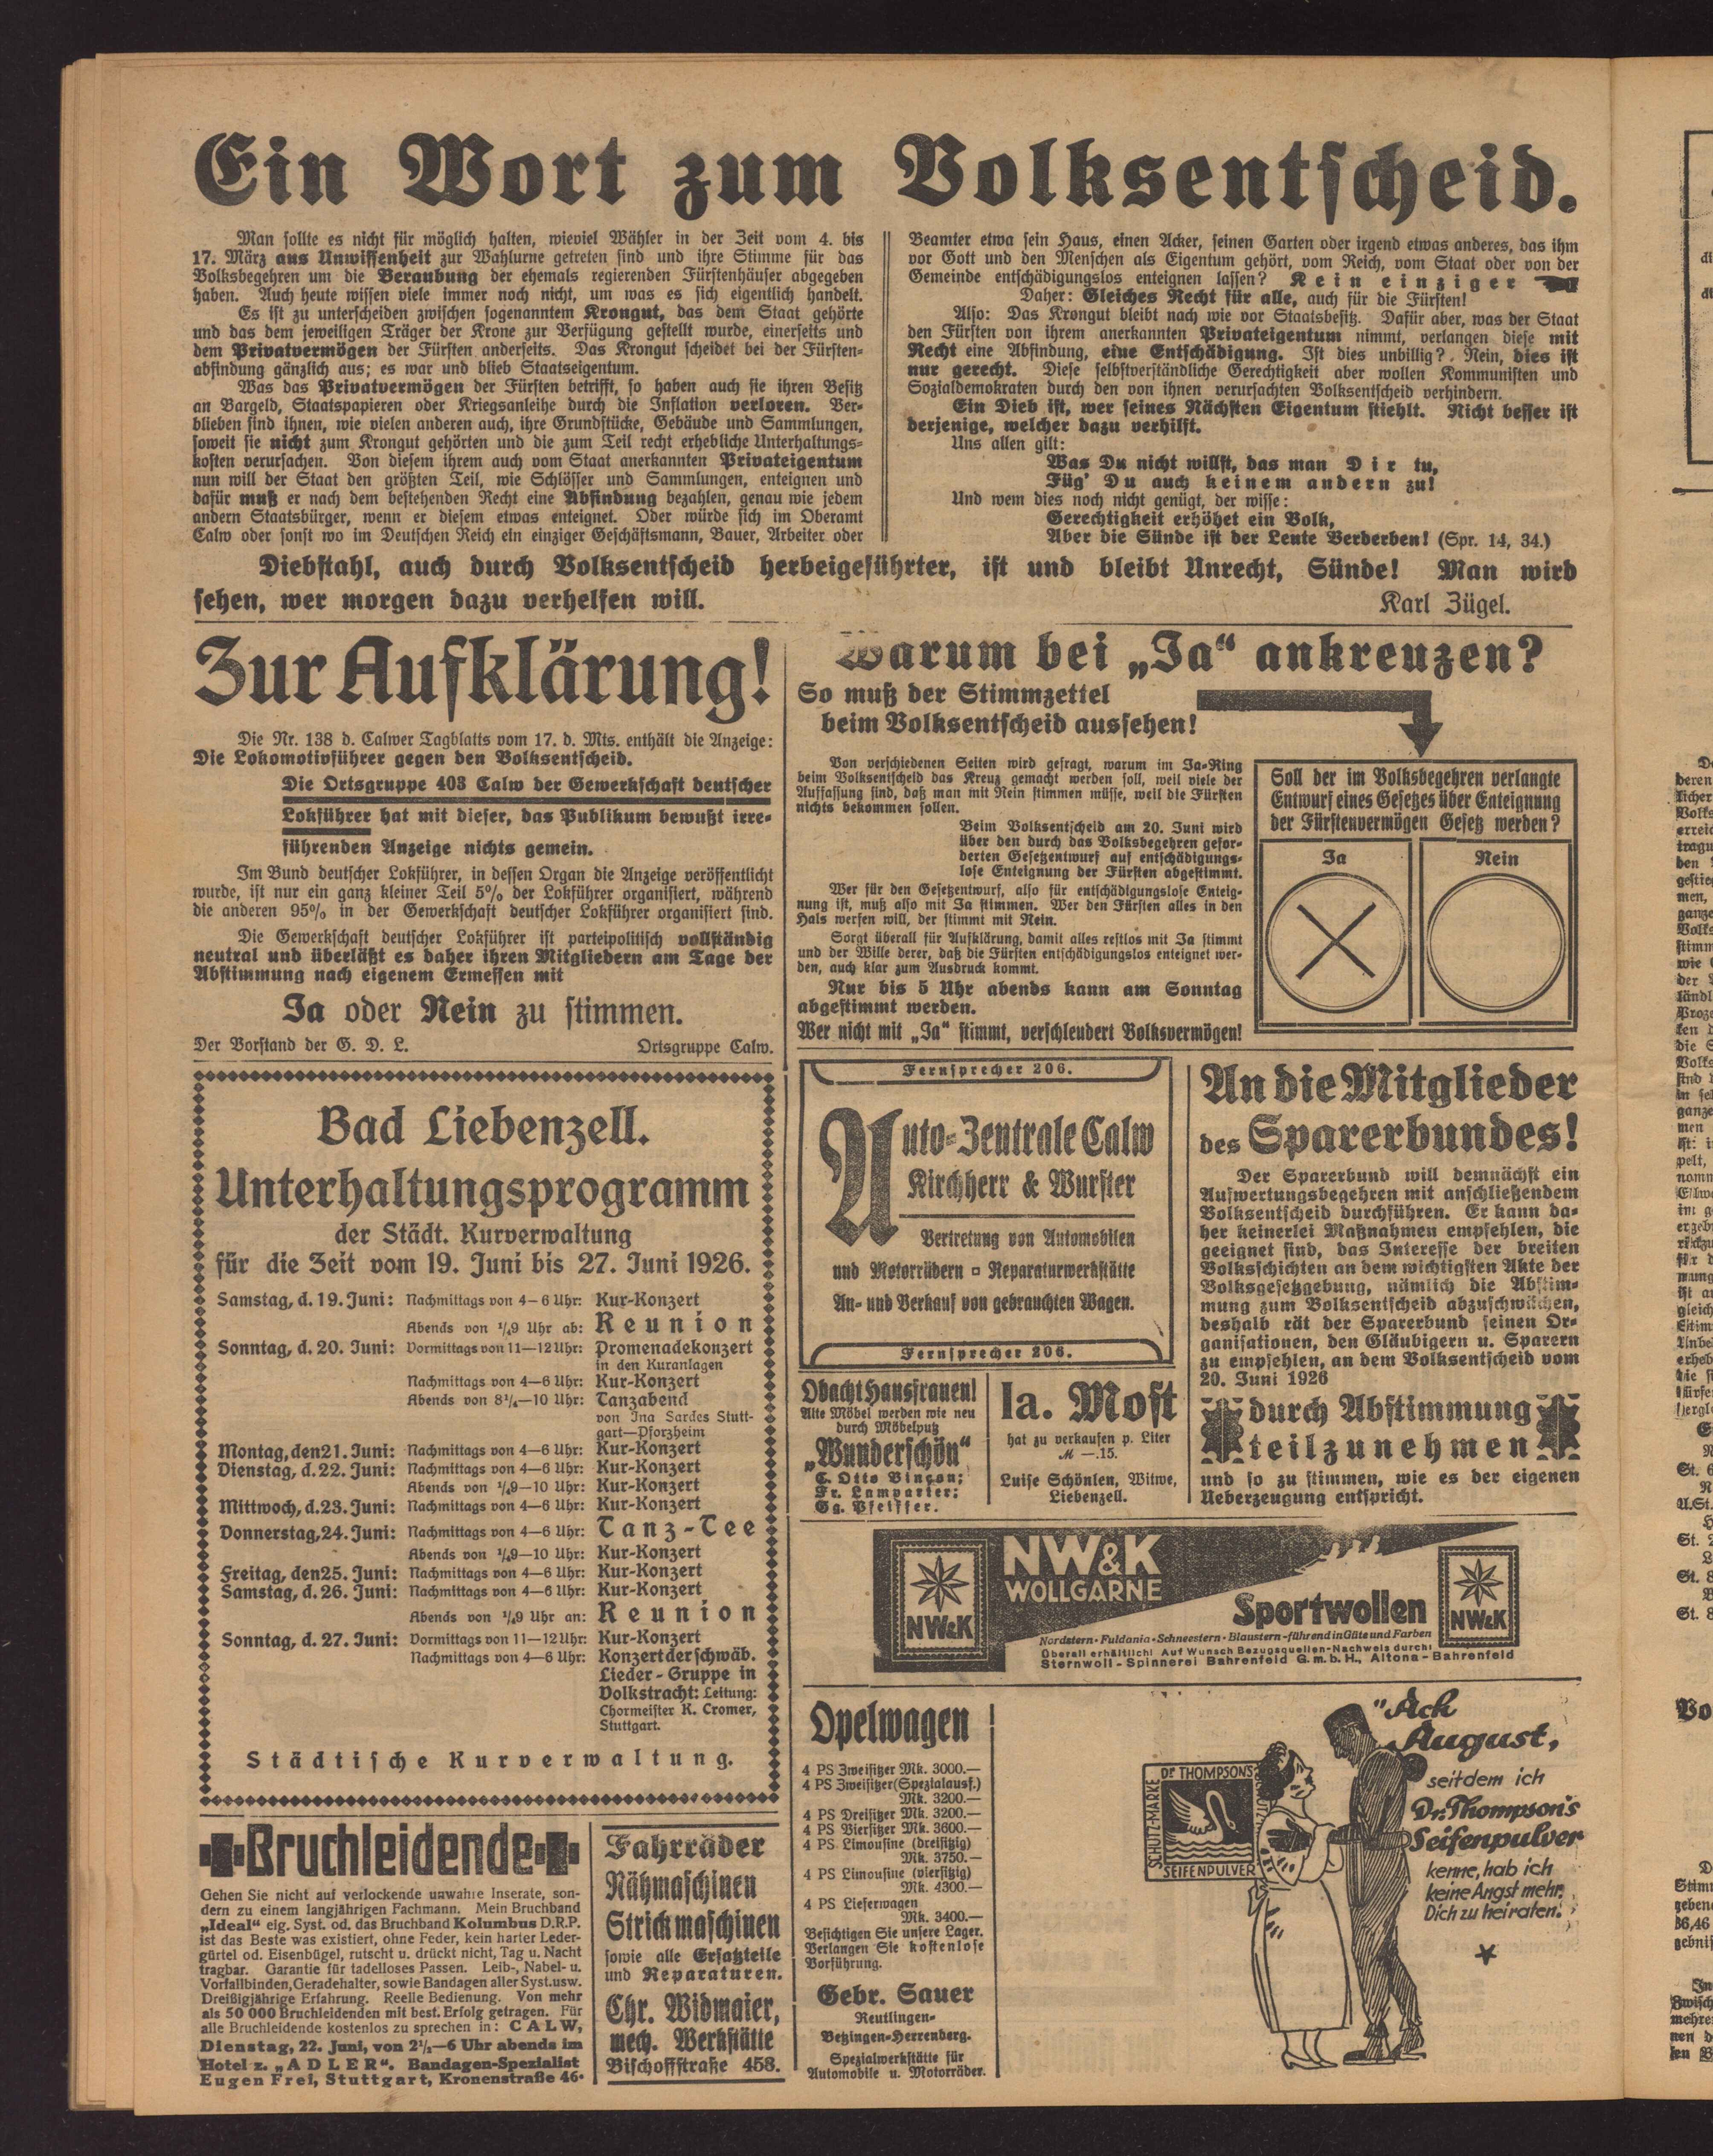 Ein Wort zum Volksentscheid.
Man sollte es nicht für möglich halten, wieviel Wähler in der Zeit vom 4. bis
17. März aus Unwissenheit zur Wahlurne getreten sind und ihre Stimme für das
Volksbegehren um die Beraubung der ehemals regierenden Fürstenhäuser abgegeben
haben. Auch heute wissen viele immer noch nicht, um was es sich eigentlich handelt.
Es ist zu unterscheiden zwischen sogenanntem Krongut, das dem Staat gehörte
und das dem jeweiligen Träger der Krone zur Verfügung gestellt wurde, einerseits und
dem Privatvermögen der Fürsten anderseits. Das Krongut scheidet bei der Fürsten-
abfindung gänzlich aus; es war und blieb Staatseigentum.
Was das Privatvermögen der Fürsten betrifft, so haben auch sie ihren Besitz
an Bargeld, Staatspapieren oder Kriegsanleihe durch die Inflation verloren. Ver-
blieben sind ihnen, wie vielen anderen auch, ihre Grundstücke, Gebäude und Sammlungen,
soweit sie nicht zum Krongut gehörten und die zum Teil recht erhebliche Unterhaltungs-
kosten verursachen. Von diesem ihrem auch vom Staat anerkannten Privateigentum
nun will der Staat den größten Teil, wie Schlösser und Sammlungen, enteignen und
dafür muß er nach dem bestehenden Recht eine Abfindung bezahlen, genau wie jedem
andern Staatsbürger, wenn er diesem etwas enteignet. Oder würde sich im Oberamt
Calw oder sonst wo im Deutschen Reich ein einziger Geschäftsmann, Bauer, Arbeiter oder
Beamter etwa sein Haus, einen Acker, seinen Garten oder irgend etwas anderes, das ihm
vor Gott und den Menschen als Eigentum gehört, vom Reich, vom Staat oder von der
Gemeinde entschädigungslos enteignen lassen? Kein einziger
Daher: Gleiches Recht für alle, auch für die Fürsten!
Also: Das Krongut bleibt nach wie vor Staatsbesitz. Dafür aber, was der Staat
den Fürsten von ihrem anerkannten Privateigentum nimmt, verlangen diese mit
Recht eine Abfindung, eine Entschädigung. Ist dies unbillig? Nein, dies ist
nur gerecht. Diese selbstverständliche Gerechtigkeit aber wollen Kommunisten und
Sozialdemokraten durch den von ihnen verursachten Volksentscheid verhindern.
Ein Dieb ist, wer seines Nächsten Eigentum stiehlt. Nicht besser ist
derjenige, welcher dazu verhilft.
Uns allen gilt:
Was Du nicht willst, das man Dir tu,
Füg' Du auch keinem andern zu!
Und wem dies noch nicht genügt, der wisse:
Gerechtigkeit erhöhet ein Volk,
Aber die Sünde ist der Leute Verderben! (Spr. 14, 34.)
Diebstahl, auch durch Volksentscheid herbeigeführter, ist und bleibt Unrecht, Sünde! Man wird
sehen, wer morgen dazu verhelfen will.
Karl Zügel.
Zur Aufklärung!
Die Nr. 138 d. Calwer Tagblatts vom 17. d. Mts. enthält die Anzeige:
Die Lokomotivführer gegen den Volksentscheid.
Die Ortsgruppe 403 Calw der Gewerkschaft deutscher
Lokführer hat mit dieser, das Publikum bewußt irre-
führenden Anzeige nichts gemein.
Im Bund deutscher Lokführer, in dessen Organ die Anzeige veröffentlicht
wurde, ist nur ein ganz kleiner Teil 5% der Lokführer organisiert, während
die anderen 95% in der Gewerkschaft deutscher Lokführer organisiert sind.
Die Gewerkschaft deutscher Lokführer ist parteipolitisch vollständig
neutral und überläßt es daher ihren Mitgliedern am Tage der
Abstimmung nach eigenem Ermessen mit
Ja oder Nein zu stimmen.
Der Vorstand der G. D. L. Ortsgruppe Calw.
Warum bei „Ja“ ankreuzen?
So muß der Stimmzettel
beim Volksentscheid aussehen!
Von verschiedenen Seiten wird gefragt, warum im Ja-Ring
beim Volksentscheid das Kreuz gemacht werden soll, weil viele der
Auffassung sind, daß man mit Nein stimmen müsse, weil die Fürsten
nichts bekommen sollen.
Beim Volksentscheid am 20. Juni wird
über den durch das Volksbegehren gefor-
derten Gesetzentwurf auf entschädigungs-
lose Enteignung der Fürsten abgestimmt.
Wer für den Gesetzentwurf, also für entschädigungslose Enteig-
nung ist, muß also mit Ja stimmen. Wer den Fürsten alles in den
Hals werfen will, der stimmt mit Nein.
Sorgt überall für Aufklärung, damit alles restlos mit Ja stimmt
und der Wille derer, daß die Fürsten entschädigungslos enteignet wer-
den, auch klar zum Ausdruck kommt.
Nur bis 5 Uhr abends kann am Sonntag
abgestimmt werden.
Wer nicht mit „Ja“ stimmt, verschleudert Volksvermögen!
Soll der im Volksbegehren verlangte
Entwurf eines Gesetzes über Enteignung
der Fürstenvermögen Gesetz werden?
Ja Nein
Bad Liebenzell.
Unterhaltungsprogramm
der Städt. Kurverwaltung
für die Zeit vom 19. Juni bis 27. Juni 1926.
Samstag, d. 19. Juni: Nachmittags von 4—6 Uhr: Kur-Konzert
Abends von ¼9 Uhr ab: Reunion
Sonntag, d. 20. Juni: Vormittags von 11—12 Uhr: Promenadekonzert
in den Kuranlagen
Nachmittags von 4—6 Uhr: Kur-Konzert
Abends von 8¼—10 Uhr: Tanzabend
von Ina Sardes Stutt-
gart—Pforzheim
Montag, den 21. Juni: Nachmittags von 4—6 Uhr: Kur-Konzert
Dienstag, d. 22. Juni: Nachmittags von 4—6 Uhr: Kur-Konzert
Abends von ¼9—10 Uhr: Kur-Konzert
Mittwoch, d. 23. Juni: Nachmittags von 4—6 Uhr: Kur-Konzert
Donnerstag, 24. Juni: Nachmittags von 4—6 Uhr: Tanz-Tee
Abends von ¼9—10 Uhr: Kur-Konzert
Freitag, den 25. Juni: Nachmittags von 4—6 Uhr: Kur-Konzert
Samstag, d. 26. Juni: Nachmittags von 4—6 Uhr: Kur-Konzert
Abends von ¼9 Uhr an: Reunion
Sonntag, d. 27. Juni: Vormittags von 11—12 Uhr: Kur-Konzert
Nachmittags von 4—6 Uhr: Konzert der schwäb.
Lieder-Gruppe in
Volkstracht: Leitung:
Chormeister K. Cromer,
Stuttgart.
Städtische Kurverwaltung.
Fernsprecher 206.
Auto-Zentrale Calw
Kirchherr & Wurster
Vertretung von Automobilen
und Motorrädern ▫ Reparaturwerkstätte
An- und Verkauf von gebrauchten Wagen.
Fernsprecher 206.
Obacht Hausfrauen!
Alte Möbel werden wie neu
durch Möbelputz
„Wunderschön“
C. Otto Vinçon;
Fr. Lamparter;
Gg. Pfeiffer.
Ia. Most
hat zu verkaufen p. Liter
ℳ —.15.
Luise Schönlen, Witwe,
Liebenzell.
An die Mitglieder
des Sparerbundes!
Der Sparerbund will demnächst ein
Aufwertungsbegehren mit anschließendem
Volksentscheid durchführen. Er kann da-
her keinerlei Maßnahmen empfehlen, die
geeignet sind, das Interesse der breiten
Volksschichten an dem wichtigsten Akte der
Volksgesetzgebung, nämlich die Abstim-
mung zum Volksentscheid abzuschwächen,
deshalb rät der Sparerbund seinen Or-
ganisationen, den Gläubigern u. Sparern
zu empfehlen, an dem Volksentscheid vom
20. Juni 1926
durch Abstimmung
teilzunehmen
und so zu stimmen, wie es der eigenen
Ueberzeugung entspricht.
NW&K
NW&K
WOLLGARNE
Sportwollen
NW&K
Nordstern - Fuldania - Schneestern - Blaustern - führend in Güte und Farben
Überall erhältlich! Auf Wunsch Bezugsquellen-Nachweis durch:
Sternwoll-Spinnerei Bahrenfeld G.m.b.H., Altona-Bahrenfeld
Bruchleidende
Gehen Sie nicht auf verlockende unwahre Inserate, son-
dern zu einem langjährigen Fachmann. Mein Bruchband
„Ideal“ eig. Syst. od. das Bruchband Kolumbus D.R.P.
ist das Beste was existiert, ohne Feder, kein harter Leder-
gürtel od. Eisenbügel, rutscht u. drückt nicht, Tag u. Nacht
tragbar. Garantie für tadelloses Passen. Leib-, Nabel- u.
Vorfallbinden, Geradehalter, sowie Bandagen aller Syst. usw.
Dreißigjährige Erfahrung. Reelle Bedienung. Von mehr
als 50 000 Bruchleidenden mit best. Erfolg getragen. Für
alle Bruchleidende kostenlos zu sprechen in: CALW,
Dienstag, 22. Juni, von 2½—6 Uhr abends im
Hotel z. „ADLER“. Bandagen-Spezialist
Eugen Frei, Stuttgart, Kronenstraße 46.
Fahrräder
Nähmaschinen
Strickmaschinen
sowie alle Ersatzteile
und Reparaturen.
Chr. Widmaier,
mech. Werkstätte
Bischoffstraße 458.
Opelwagen
4 PS Zweisitzer Mk. 3000.—
4 PS Zweisitzer (Spezialausf.)
Mk. 3200.—
4 PS Dreisitzer Mk. 3200.—
4 PS Viersitzer Mk. 3600.—
4 PS Limousine (dreisitzig)
Mk. 3750.—
4 PS Limousine (viersitzig)
Mk. 4300.—
4 PS Lieferwagen
Mk. 3400.—
Besichtigen Sie unsere Lager.
Verlangen Sie kostenlose
Vorführung.
Gebr. Sauer
Reutlingen-
Betzingen-Herrenberg.
Spezialwerkstätte für
Automobile u. Motorräder.
DR THOMPSON'S
SCHUTZ-MARKE
SEIFENPULVER
"Ach
August,
seitdem ich
Dr. Thompson's
Seifenpulver
kenne, hab ich
keine Angst mehr,
Dich zu heiraten."